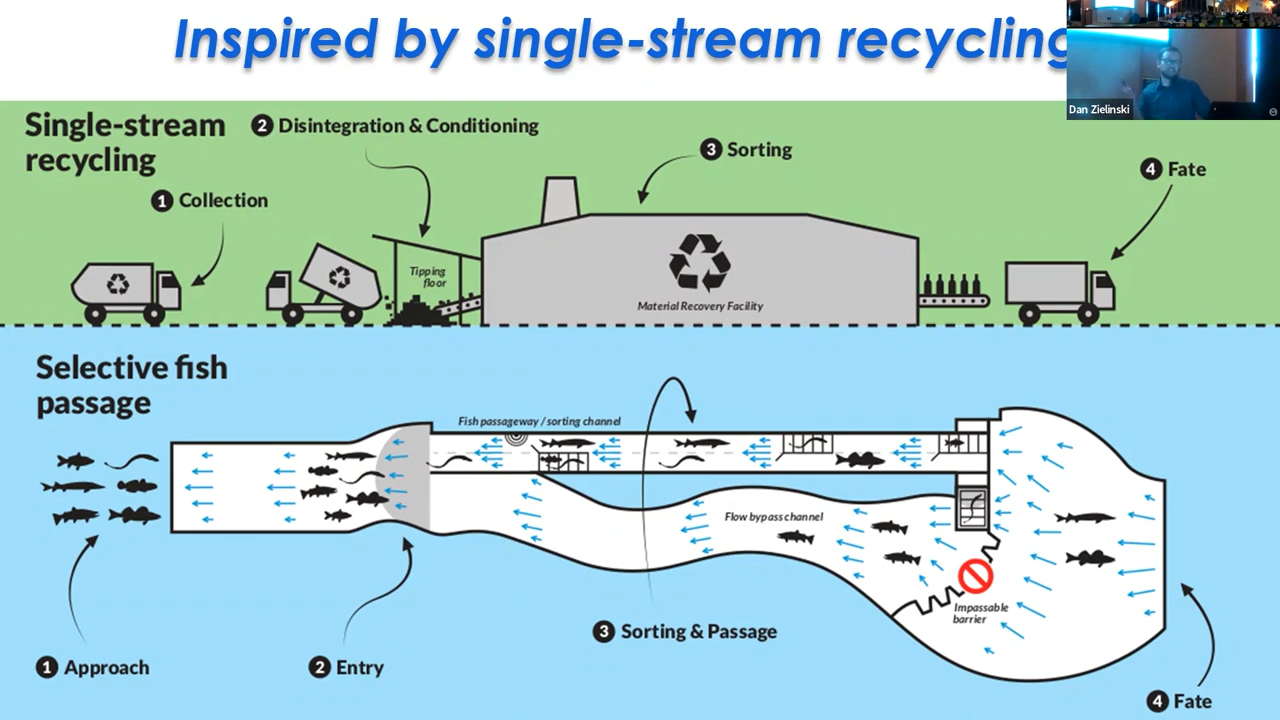 Inspired by single-stream recycling
Dan Zielinski
Single-stream
recycling
2 Disintegration & Conditioning
3 Sorting
4 Fate
1 Collection
Tipping
floor
Material Recovery Facility
Selective fish
passage
Fish passageway / sorting channel
Flow bypass channel
Impassable
barrier
3 Sorting & Passage
1 Approach
2 Entry
4 Fate